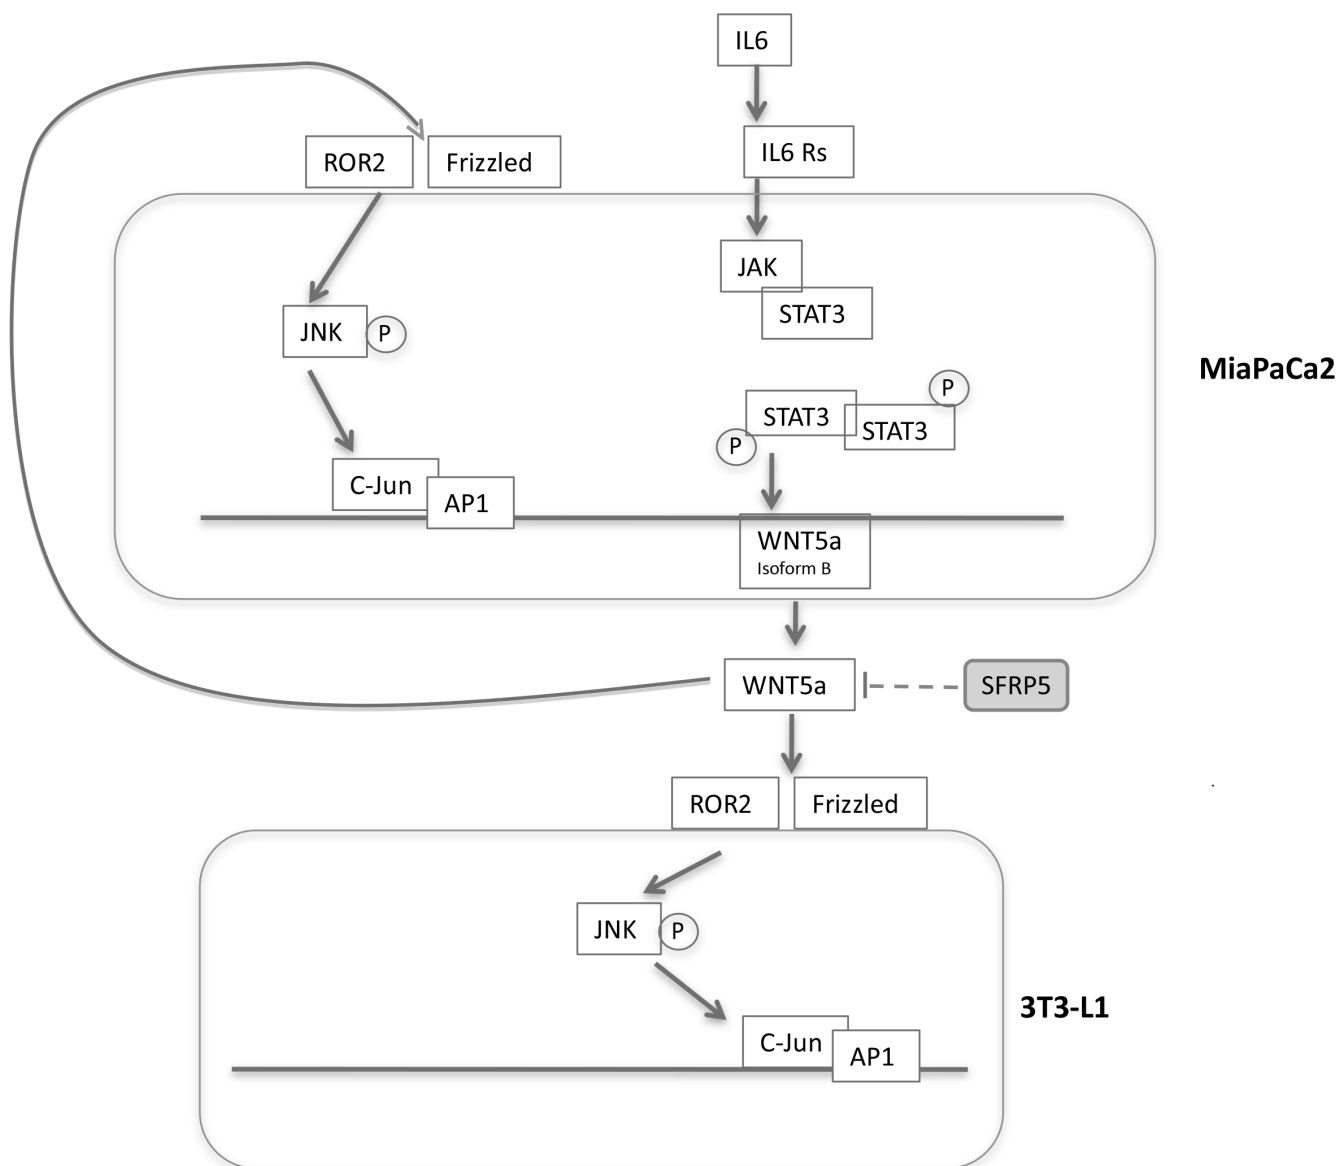 IL6
ROR2
Frizzled
IL6 Rs
JAK
STAT3
JNK
P
MiaPaCa2
P
STAT3
STAT3
P
C-Jun
AP1
WNT5a
Isoform B
WNT5a
SFRP5
ROR2
Frizzled
JNK
P
3T3-L1
C-Jun
AP1